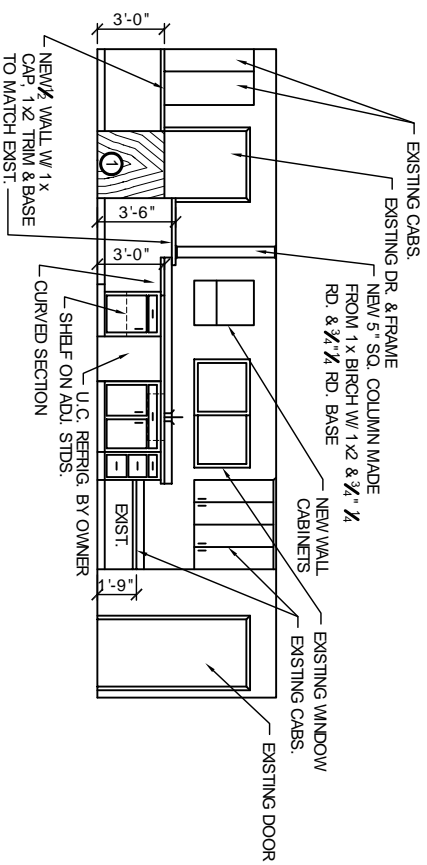 EXISTING CABS.
EXISTING DR. & FRAME
NEW 5" SQ. COLUMN MADE
FROM 1x BIRCH W/ 1x2 & 3/4" 1/4
RD. & 3/4" 1/4 RD. BASE
NEW WALL
CABINETS
EXISTING WINDOW
EXISTING CABS.
EXISTING DOOR
3'-0"
3'-6"
3'-0"
1'-9"
1
EXIST.
NEW 1/2 WALL W/ 1x
CAP, 1x2 TRIM & BASE
TO MATCH EXIST.
CURVED SECTION
SHELF ON ADJ. STDS.
U.C. REFRIG. BY OWNER